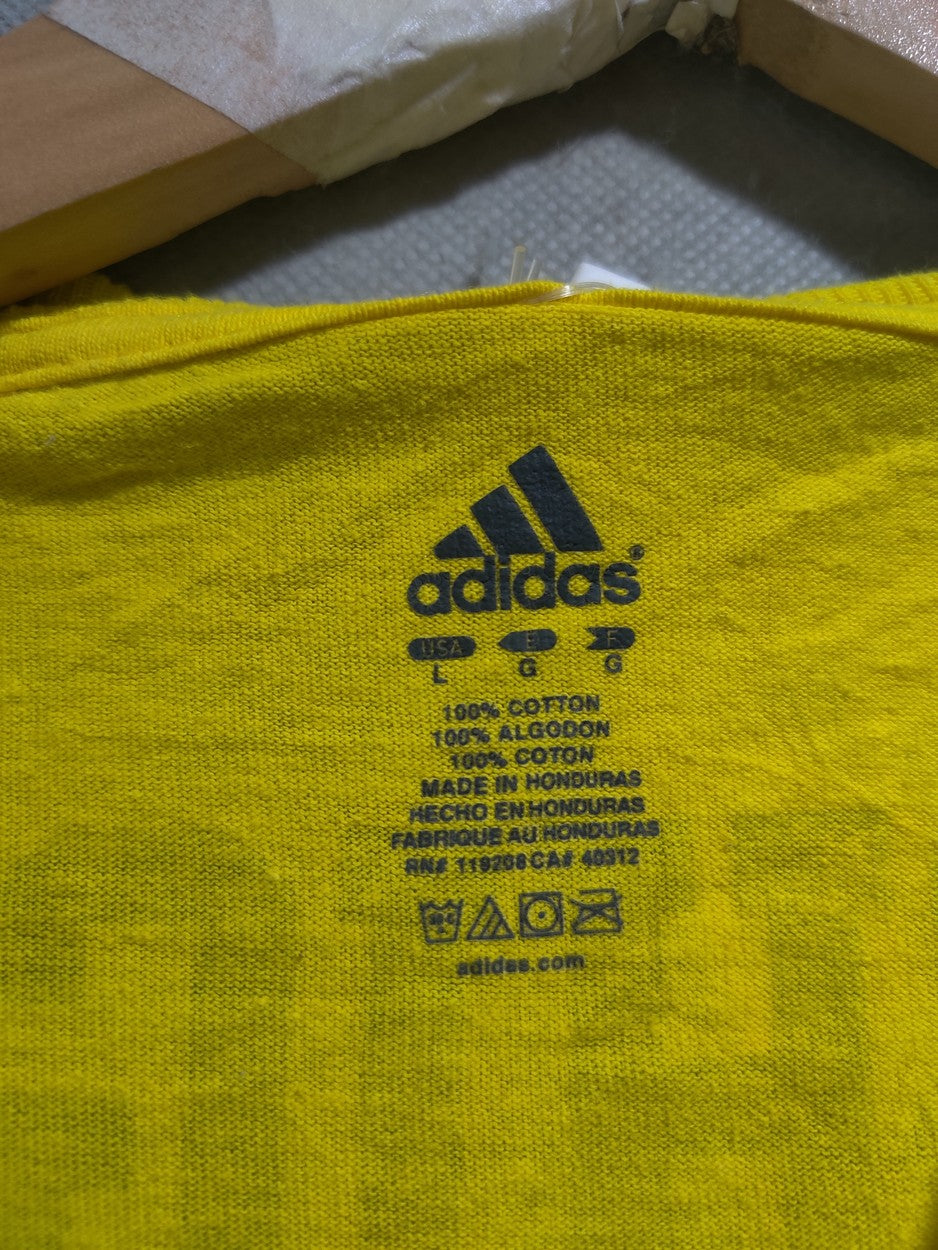 adidas®
USA E F
L G G
100% COTTON
100% ALGODON
100% COTON
MADE IN HONDURAS
HECHO EN HONDURAS
FABRIQUE AU HONDURAS
RN# 119208 CA# 40312
adidas.com